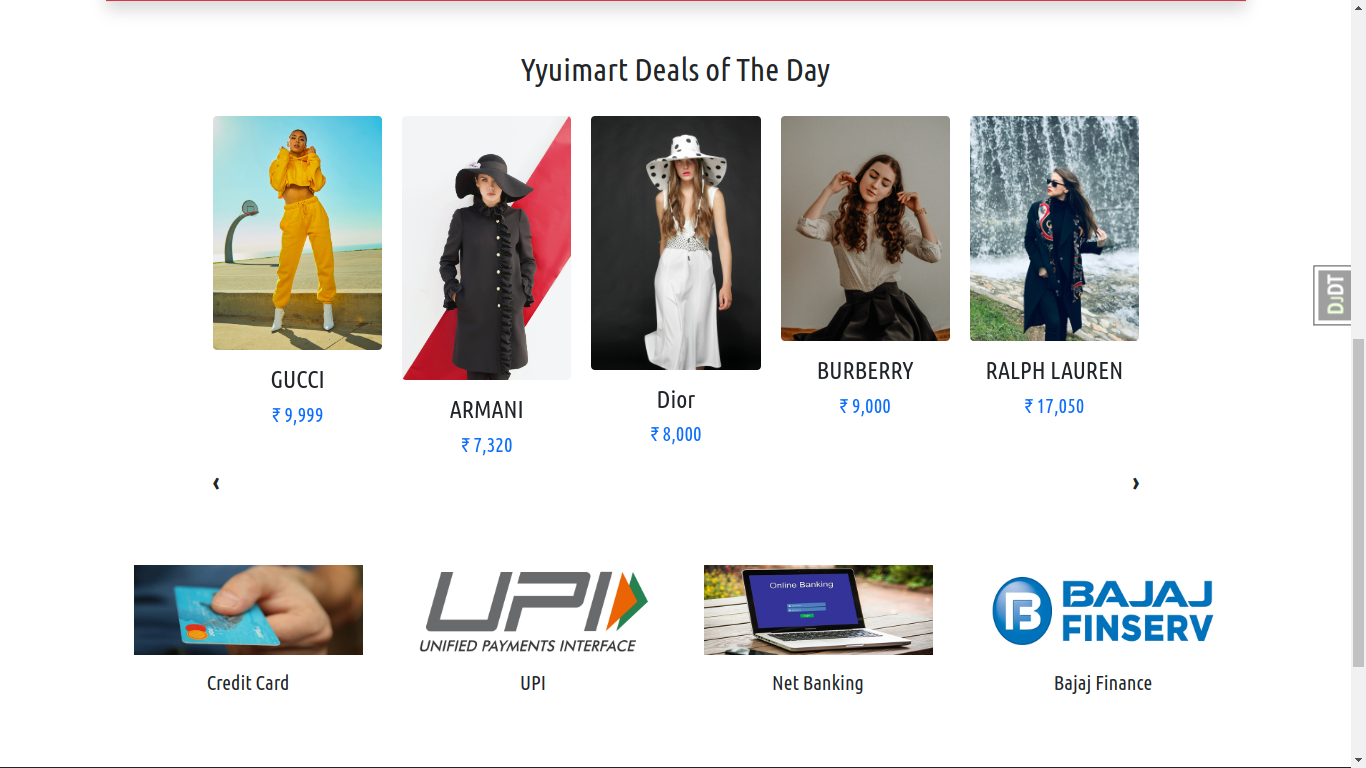 Yyuimart Deals of The Day
GUCCI
₹ 9,999
ARMANI
₹ 7,320
Dior
₹ 8,000
BURBERRY
₹ 9,000
RALPH LAUREN
₹ 17,050
‹
›
DJDT
UPI
UNIFIED PAYMENTS INTERFACE
Online Banking
BAJAJ
FINSERV
Credit Card
UPI
Net Banking
Bajaj Finance